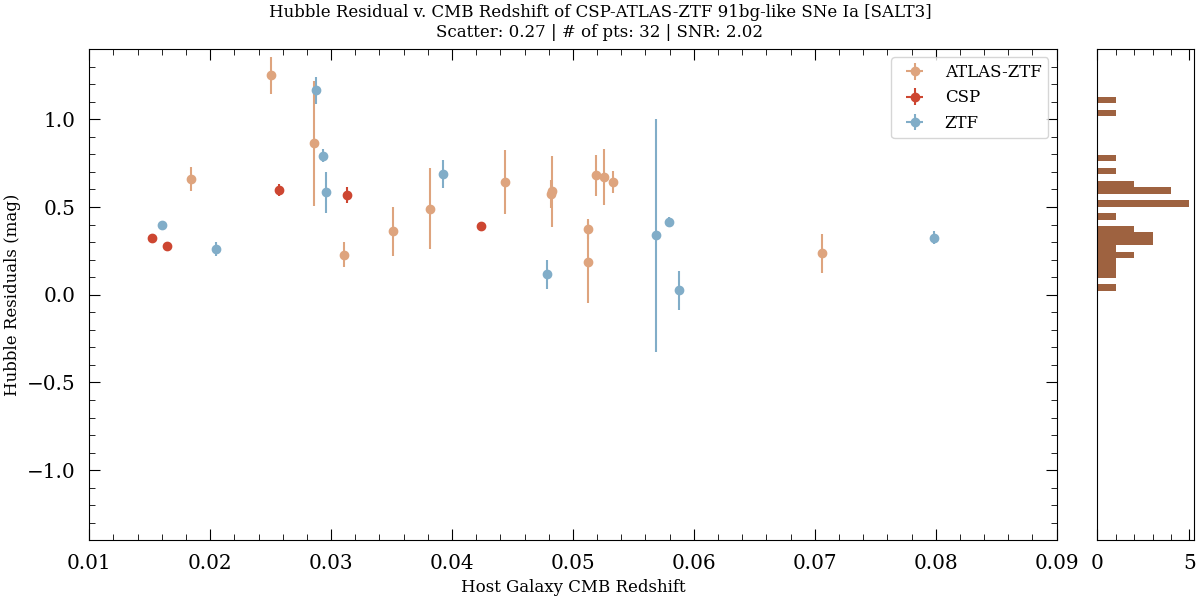 Hubble Residual v. CMB Redshift of CSP-ATLAS-ZTF 91bg-like SNe Ia [SALT3]
Scatter: 0.27 | # of pts: 32 | SNR: 2.02
ATLAS-ZTF
CSP
ZTF
Hubble Residuals (mag)
1.0
0.5
0.0
−0.5
−1.0
0.01 0.02 0.03 0.04 0.05 0.06 0.07 0.08 0.09
Host Galaxy CMB Redshift
0 5